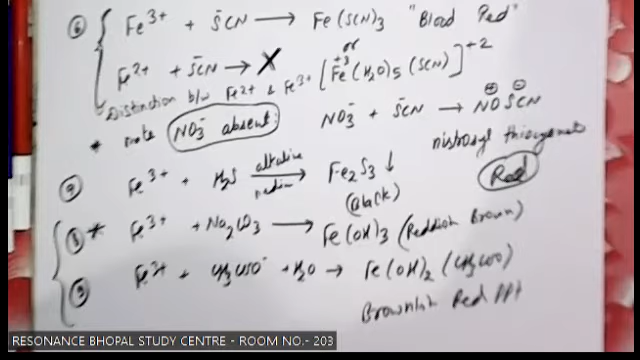 ⑥ Fe³⁺ + S̄CN ⟶ Fe(SCN)₃ "Blood Red"
or
Fe²⁺ + S̄CN → X [Fe⁺³(H₂O)₅(SCN)]⁺²
Distinction b/w Fe²⁺ & Fe³⁺
* note NO₃⁻ absent. NO₃⁻ + S̄CN → NO⊕SCN⊖
nitrosyl thiocyanate
Red
Fe³⁺ + H₂S alkaline medium ⟶ Fe₂S₃ ↓
(Black)
⑧* Fe³⁺ + Na₂CO₃ ⟶ Fe(OH)₃ (Reddish Brown)
⑨ Fe³⁺ + CH₃COO⁻ + H₂O → Fe(OH)₂(CH₃COO)
Brownish Red PPt
RESONANCE BHOPAL STUDY CENTRE - ROOM NO.- 203